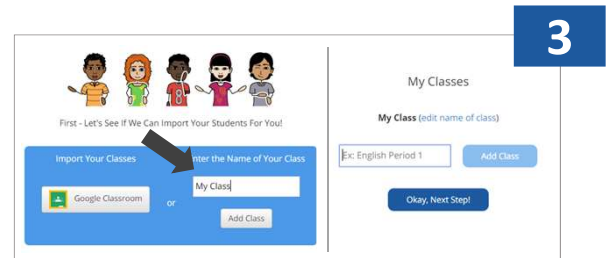 3
First - Let's See If We Can Import Your Students For You!
Import Your Classes
nter the Name of Your Class
Google Classroom
or
My Class
Add Class
My Classes
My Class (edit name of class)
Ex: English Period 1
Add Class
Okay, Next Step!